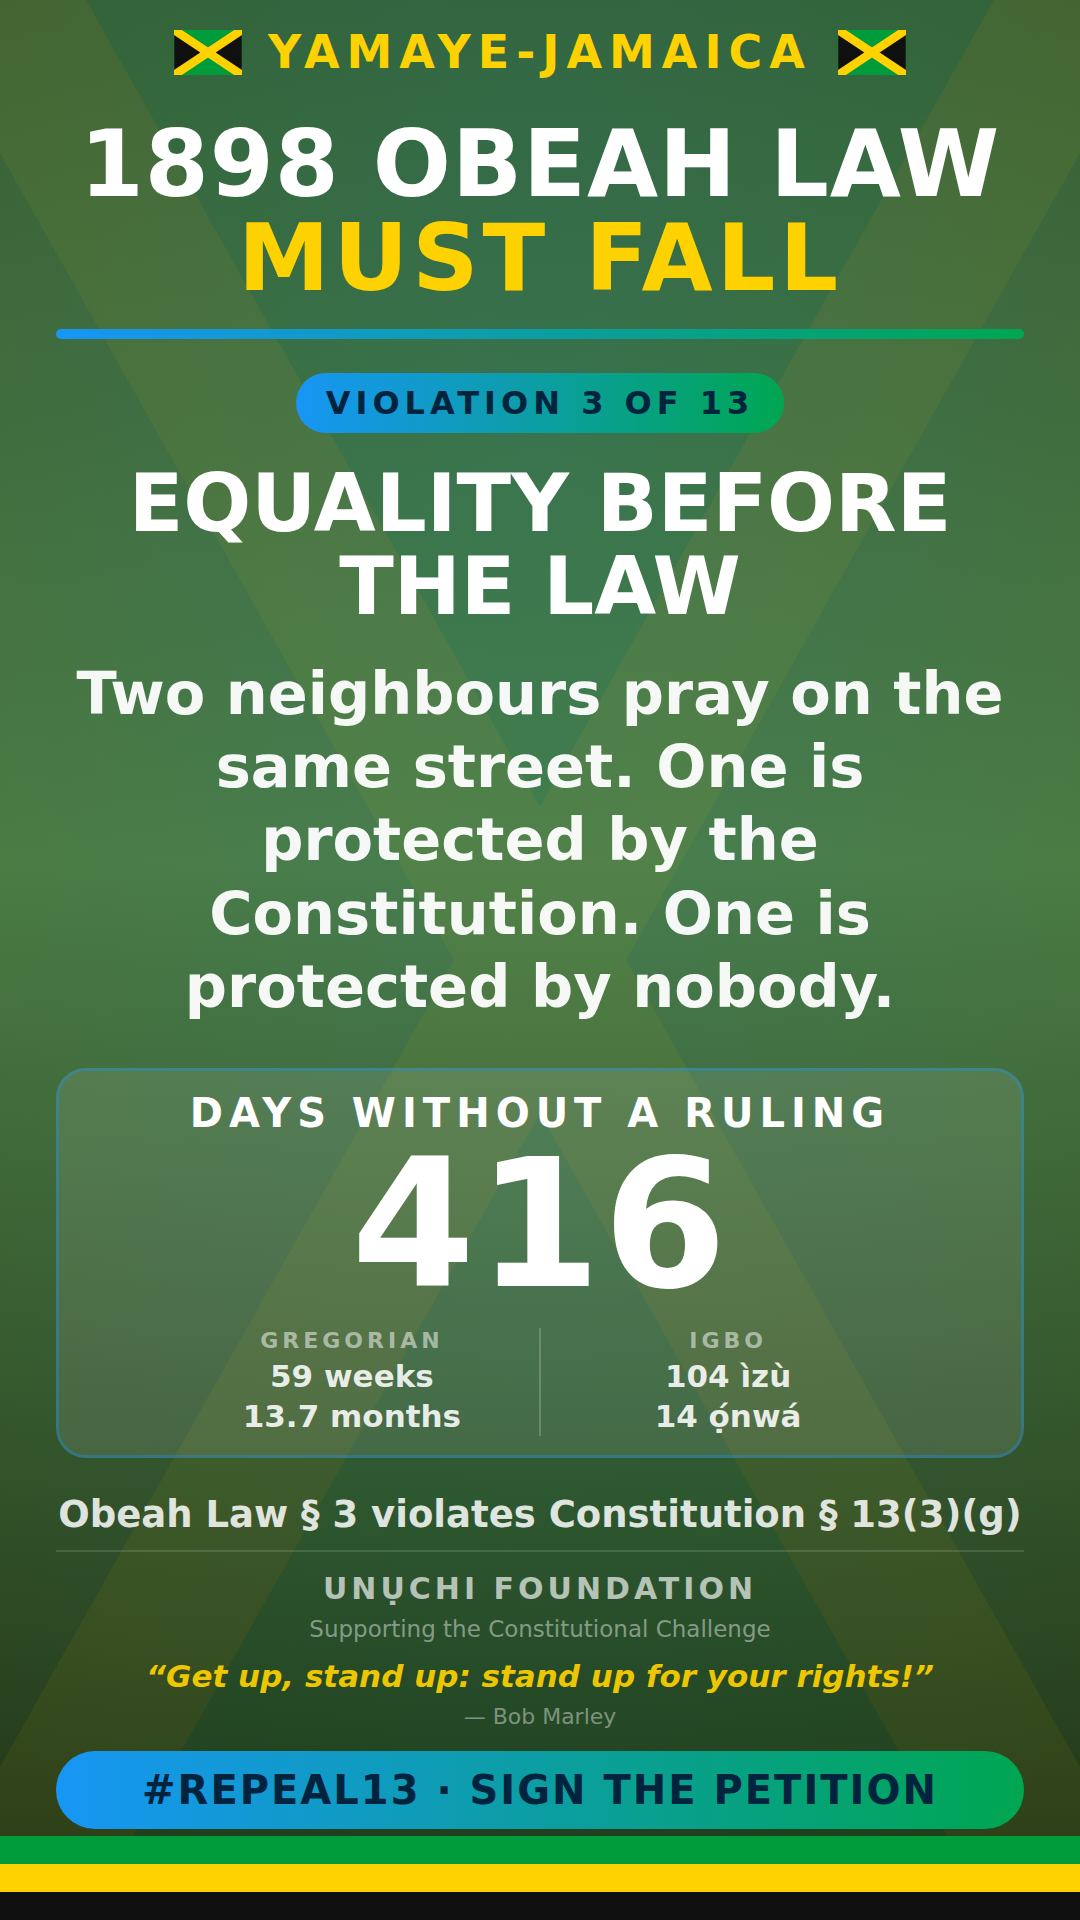 YAMAYE-JAMAICA
1898 OBEAH LAW
MUST FALL
VIOLATION 3 OF 13
EQUALITY BEFORE
THE LAW
Two neighbours pray on the
same street. One is
protected by the
Constitution. One is
protected by nobody.
DAYS WITHOUT A RULING
416
GREGORIAN
59 weeks
13.7 months
IGBO
104 ìzù
14 ọ́nwá
Obeah Law § 3 violates Constitution § 13(3)(g)
UNỤCHI FOUNDATION
Supporting the Constitutional Challenge
“Get up, stand up: stand up for your rights!”
— Bob Marley
#REPEAL13 · SIGN THE PETITION